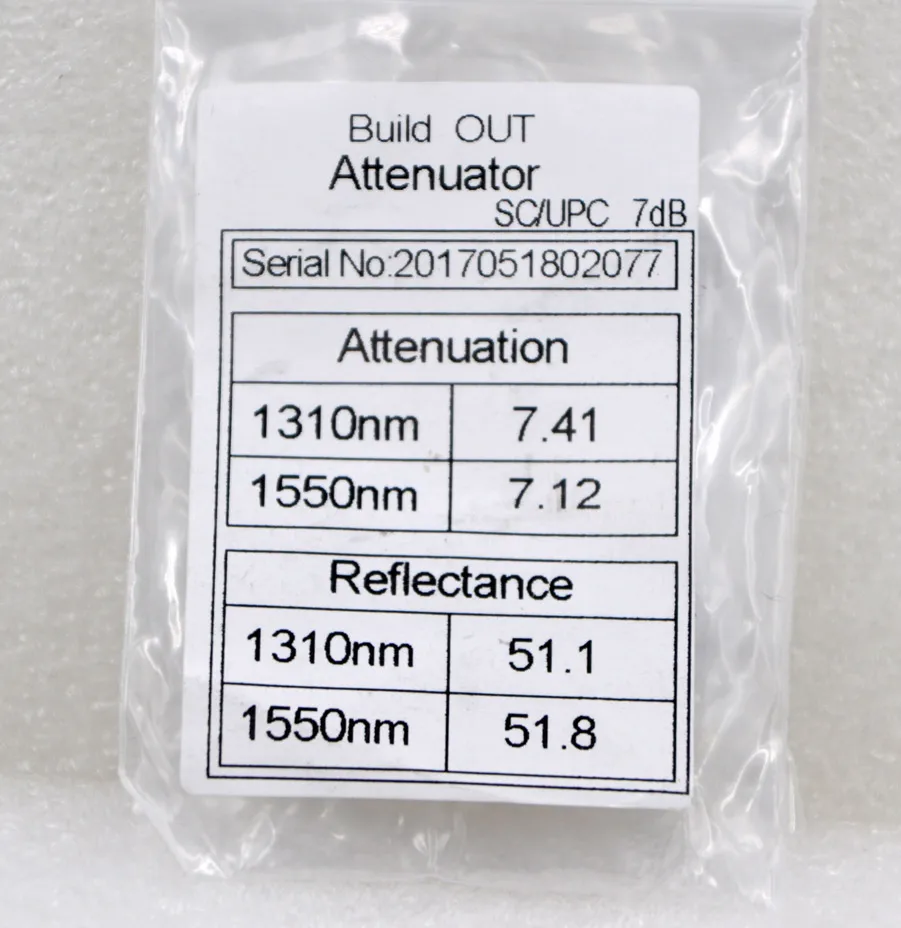 Build OUT
Attenuator
SC/UPC 7dB
Serial No:2017051802077
Attenuation
1310nm 7.41
1550nm 7.12
Reflectance
1310nm 51.1
1550nm 51.8